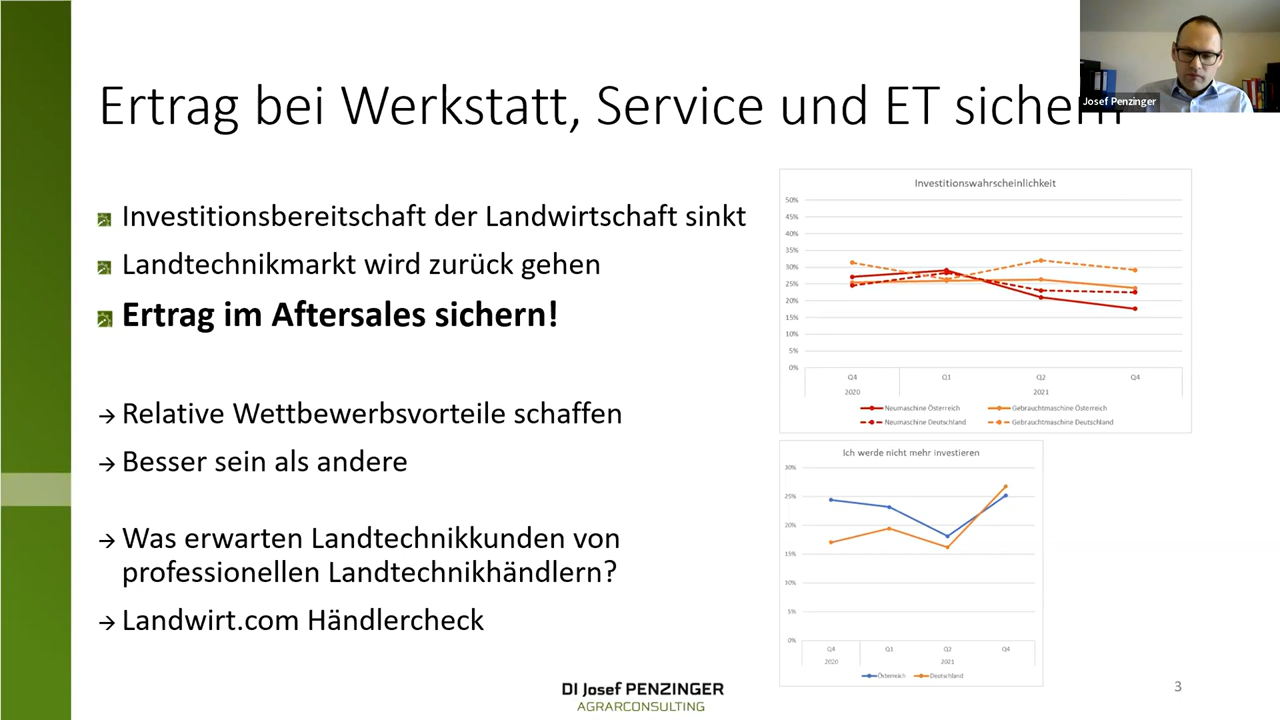 Josef Penzinger
Ertrag bei Werkstatt, Service und ET sichern
Investitionsbereitschaft der Landwirtschaft sinkt
Landtechnikmarkt wird zurück gehen
Ertrag im Aftersales sichern!
→ Relative Wettbewerbsvorteile schaffen
→ Besser sein als andere
→ Was erwarten Landtechnikkunden von
professionellen Landtechnikhändlern?
→ Landwirt.com Händlercheck
Investitionswahrscheinlichkeit
50%
45%
40%
35%
30%
25%
20%
15%
10%
5%
0%
Q4 Q1 Q2 Q4
2020 2021
Neumaschine Österreich Gebrauchtmaschine Österreich
Neumaschine Deutschland Gebrauchtmaschine Deutschland
Ich werde nicht mehr investieren
30%
25%
20%
15%
10%
5%
0%
Q4 Q1 Q2 Q4
2020 2021
Österreich Deutschland
DI Josef PENZINGER
AGRARCONSULTING
3